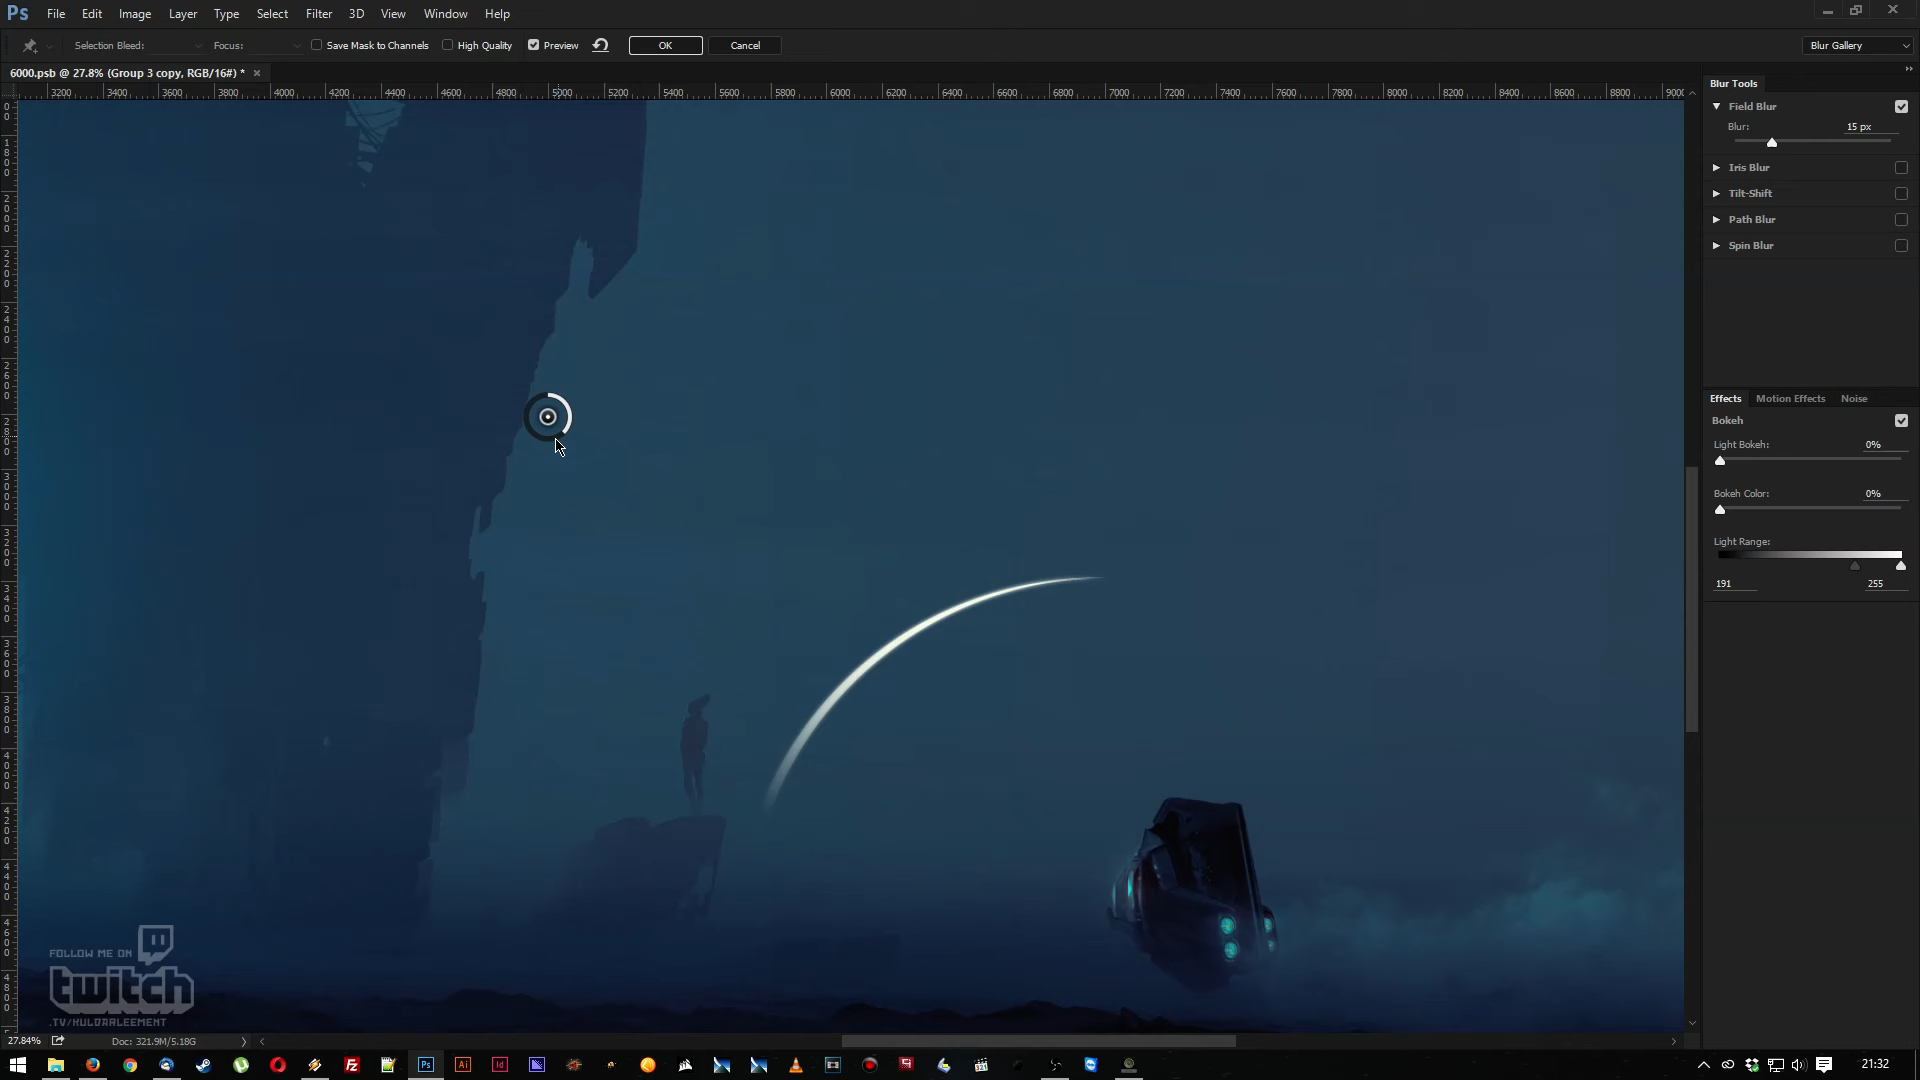 Ps File Edit Image Layer Type Select Filter 3D View Window Help
Selection Bleed: Focus: Save Mask to Channels High Quality Preview OK Cancel Blur Gallery
6000.psb @ 27.8% (Group 3 copy, RGB/16#) *
3200 3400 3600 3800 4000 4200 4400 4600 4800 5000 5200 5400 5600 5800 6000 6200 6400 6600 6800 7000 7200 7400 7600 7800 8000 8200 8400 8600 8800 9000
Blur Tools
Field Blur
Blur: 15 px
Iris Blur
Tilt-Shift
Path Blur
Spin Blur
Effects Motion Effects Noise
Bokeh
Light Bokeh: 0%
Bokeh Color: 0%
Light Range:
191 255
FOLLOW ME ON
twitch
.TV/KULDARLEEMENT
27.84% Doc: 321.9M/5.18G
Ps Ai Id
21:32